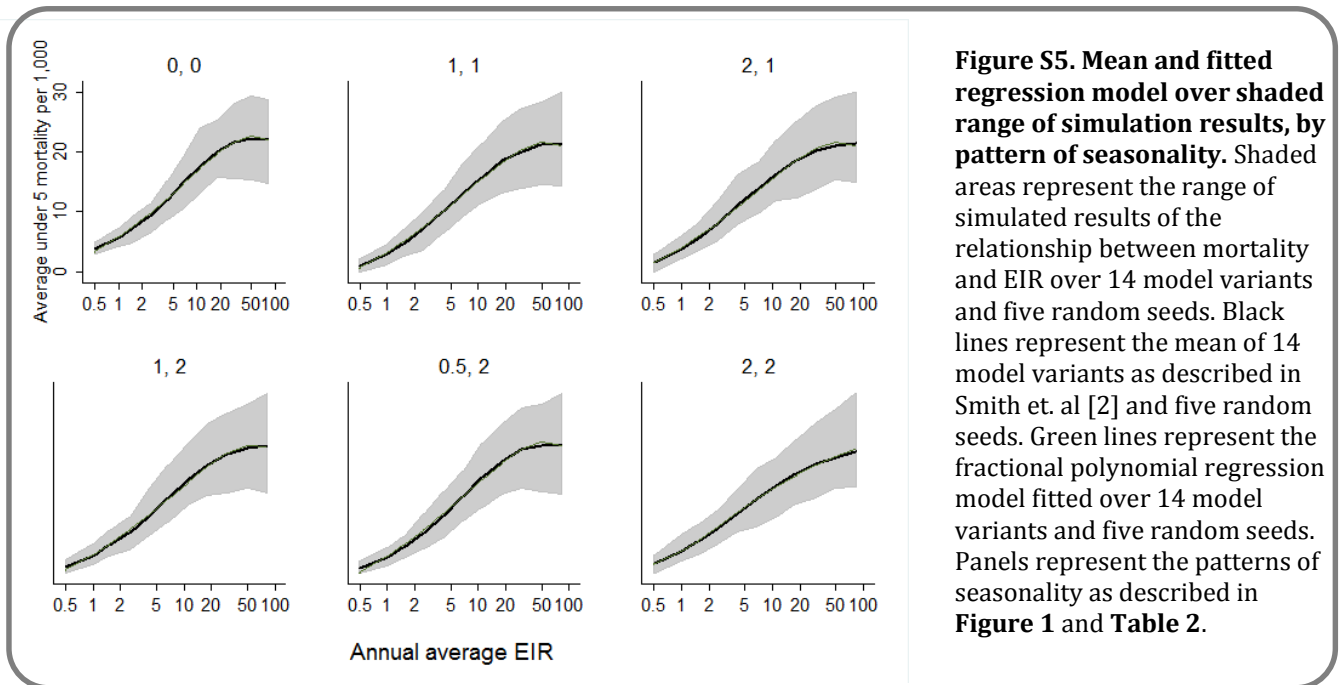 0, 0
1, 1
2, 1
Average under 5 mortality per 1,000
30
20
10
0
0.5 1 2 5 10 20 50 100
0.5 1 2 5 10 20 50 100
0.5 1 2 5 10 20 50 100
1, 2
0.5, 2
2, 2
0.5 1 2 5 10 20 50 100
0.5 1 2 5 10 20 50 100
0.5 1 2 5 10 20 50 100
Annual average EIR
Figure S5. Mean and fitted
regression model over shaded
range of simulation results, by
pattern of seasonality. Shaded
areas represent the range of
simulated results of the
relationship between mortality
and EIR over 14 model variants
and five random seeds. Black
lines represent the mean of 14
model variants as described in
Smith et. al [2] and five random
seeds. Green lines represent the
fractional polynomial regression
model fitted over 14 model
variants and five random seeds.
Panels represent the patterns of
seasonality as described in
Figure 1 and Table 2.